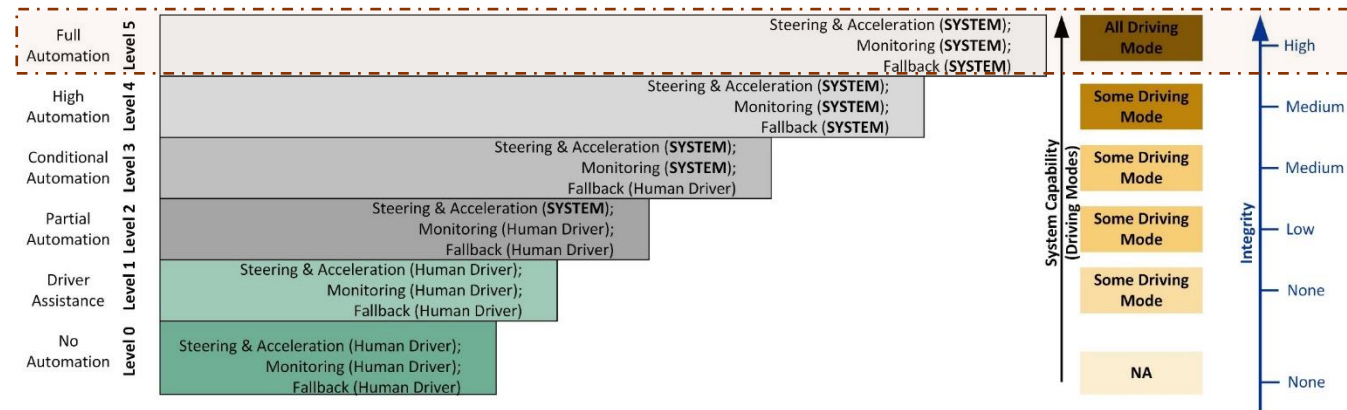 Full
Automation
Level 5
Steering & Acceleration (SYSTEM);
Monitoring (SYSTEM);
Fallback (SYSTEM)
All Driving
Mode
High
High
Automation
Level 4
Steering & Acceleration (SYSTEM);
Monitoring (SYSTEM);
Fallback (SYSTEM)
Some Driving
Mode
Medium
Conditional
Automation
Level 3
Steering & Acceleration (SYSTEM);
Monitoring (SYSTEM);
Fallback (Human Driver)
Some Driving
Mode
Medium
Partial
Automation
Level 2
Steering & Acceleration (SYSTEM);
Monitoring (Human Driver);
Fallback (Human Driver)
Some Driving
Mode
Low
Driver
Assistance
Level 1
Steering & Acceleration (Human Driver);
Monitoring (Human Driver);
Fallback (Human Driver)
Some Driving
Mode
None
No
Automation
Level 0
Steering & Acceleration (Human Driver);
Monitoring (Human Driver);
Fallback (Human Driver)
NA
None
System Capability
(Driving Modes)
Integrity